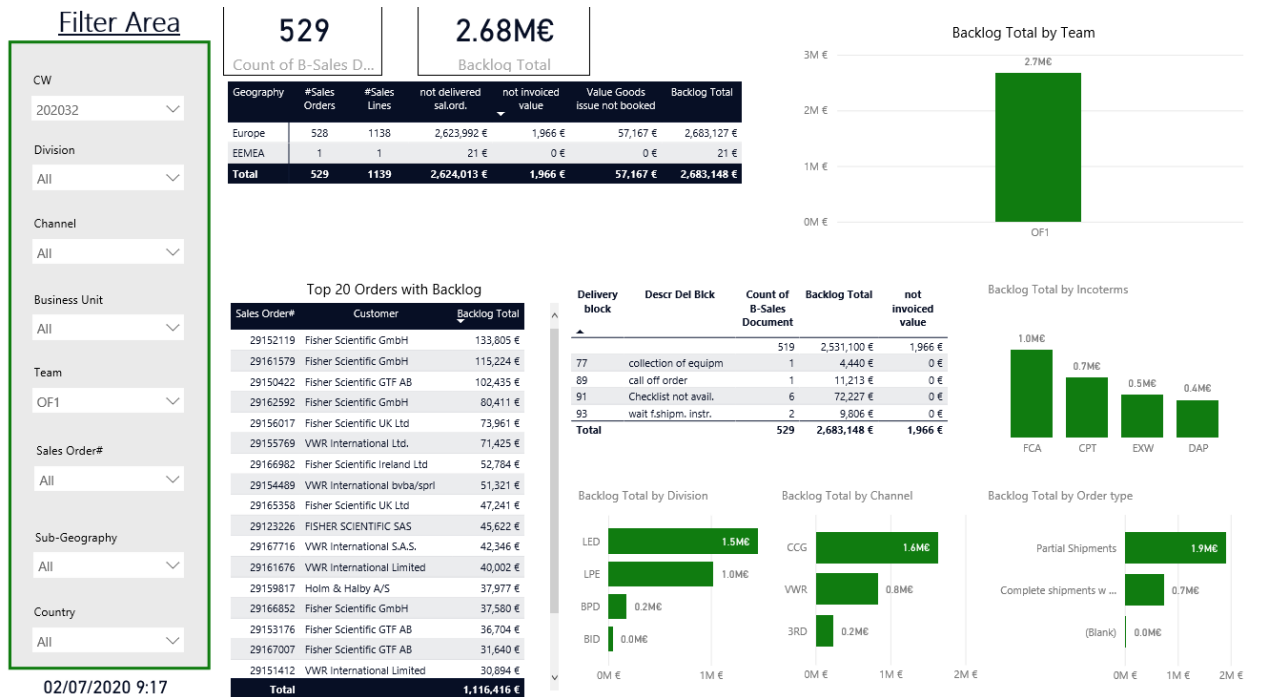 Filter Area
CW
202032
Division
All
Channel
All
Business Unit
All
Team
OF1
Sales Order#
All
Sub-Geography
All
Country
All
02/07/2020 9:17
529
Count of B-Sales D...
2.68M€
Backlog Total
Geography #Sales Orders #Sales Lines not delivered sal.ord. not invoiced value Value Goods issue not booked Backlog Total
Europe 528 1138 2,623,992 € 1,966 € 57,167 € 2,683,127 €
EEMEA 1 1 21 € 0 € 0 € 21 €
Total 529 1139 2,624,013 € 1,966 € 57,167 € 2,683,148 €
Backlog Total by Team
3M €
2.7M€
2M €
1M €
0M €
OF1
Top 20 Orders with Backlog
Sales Order# Customer Backlog Total
29152119 Fisher Scientific GmbH 133,805 €
29161579 Fisher Scientific GmbH 115,224 €
29150422 Fisher Scientific GTF AB 102,435 €
29162592 Fisher Scientific GmbH 80,411 €
29156017 Fisher Scientific UK Ltd 73,961 €
29155769 VWR International Ltd. 71,425 €
29166982 Fisher Scientific Ireland Ltd 52,784 €
29154489 VWR International bvba/sprl 51,321 €
29165358 Fisher Scientific UK Ltd 47,241 €
29123226 FISHER SCIENTIFIC SAS 45,622 €
29167716 VWR International S.A.S. 42,346 €
29161676 VWR International Limited 40,002 €
29159817 Holm & Halby A/S 37,977 €
29166852 Fisher Scientific GmbH 37,580 €
29153176 Fisher Scientific GTF AB 36,704 €
29167007 Fisher Scientific GTF AB 31,640 €
29151412 VWR International Limited 30,894 €
Total 1,116,416 €
Delivery block Descr Del Blck Count of B-Sales Document Backlog Total not invoiced value
519 2,531,100 € 1,966 €
77 collection of equipm 1 4,440 € 0 €
89 call off order 1 11,213 € 0 €
91 Checklist not avail. 6 72,227 € 0 €
93 wait f.shipm. instr. 2 9,806 € 0 €
Total 529 2,683,148 € 1,966 €
Backlog Total by Incoterms
1.0M€
0.7M€
0.5M€
0.4M€
FCA CPT EXW DAP
Backlog Total by Division
LED 1.5M€
LPE 1.0M€
BPD 0.2M€
BID 0.0M€
0M € 1M €
Backlog Total by Channel
CCG 1.6M€
VWR 0.8M€
3RD 0.2M€
0M € 1M € 2M €
Backlog Total by Order type
Partial Shipments 1.9M€
Complete shipments w ... 0.7M€
(Blank) 0.0M€
0M € 1M € 2M €